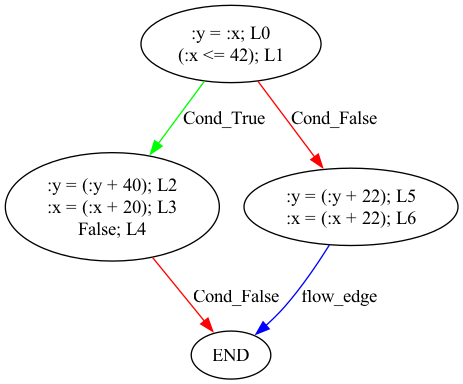 :y = :x; L0
(:x <= 42); L1
Cond_True
Cond_False
:y = (:y + 40); L2
:x = (:x + 20); L3
False; L4
:y = (:y + 22); L5
:x = (:x + 22); L6
Cond_False
flow_edge
END